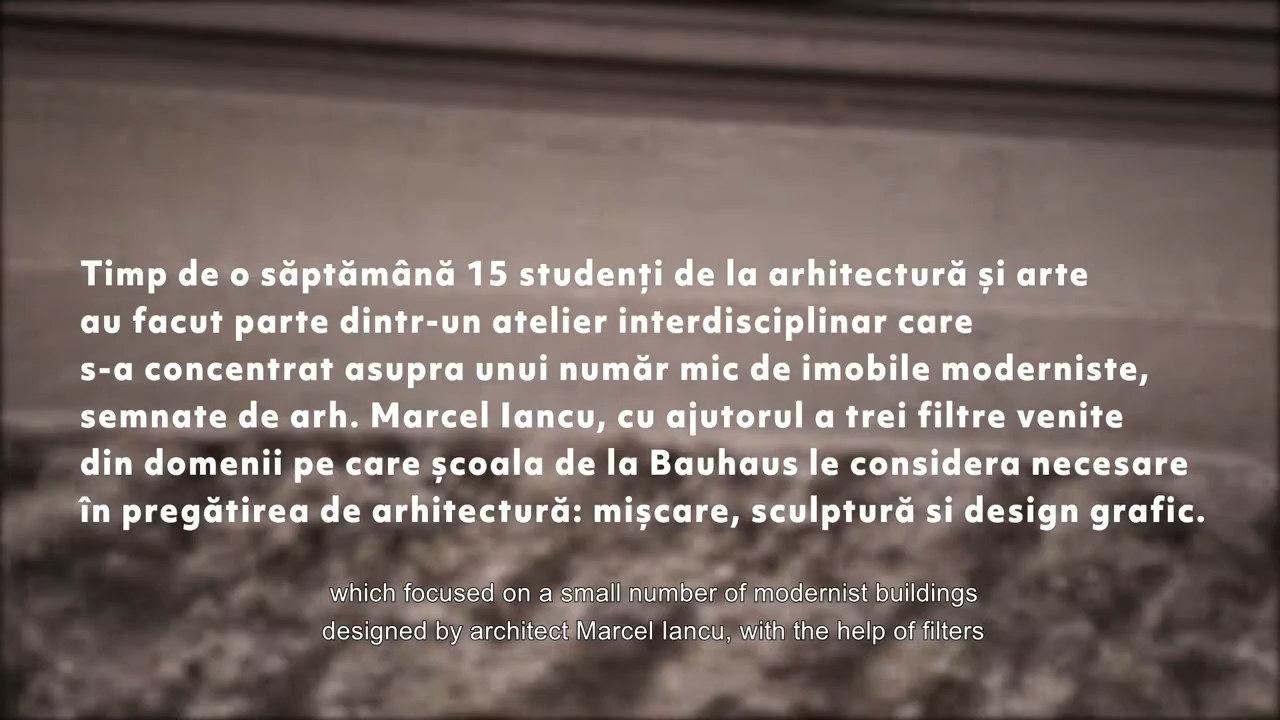 Timp de o săptămână 15 studenți de la arhitectură și arte
au facut parte dintr-un atelier interdisciplinar care
s-a concentrat asupra unui număr mic de imobile moderniste,
semnate de arh. Marcel Iancu, cu ajutorul a trei filtre venite
din domenii pe care școala de la Bauhaus le considera necesare
în pregătirea de arhitectură: mișcare, sculptură si design grafic.
which focused on a small number of modernist buildings
designed by architect Marcel Iancu, with the help of filters